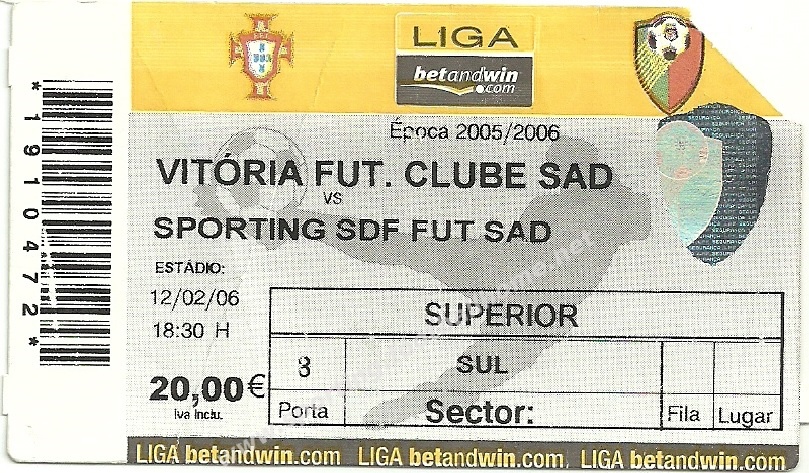 *1910472*
LIGA
betandwin
.com
Época 2005/2006
VITÓRIA FUT. CLUBE SAD
VS
SPORTING SDF FUT SAD
ESTÁDIO:
12/02/06
18:30 H
20,00€
Iva Inclu.
SUPERIOR
3 SUL
Porta Sector: Fila Lugar
LIGA betandwin.com LIGA betandwin.com LIGA betandwin.com